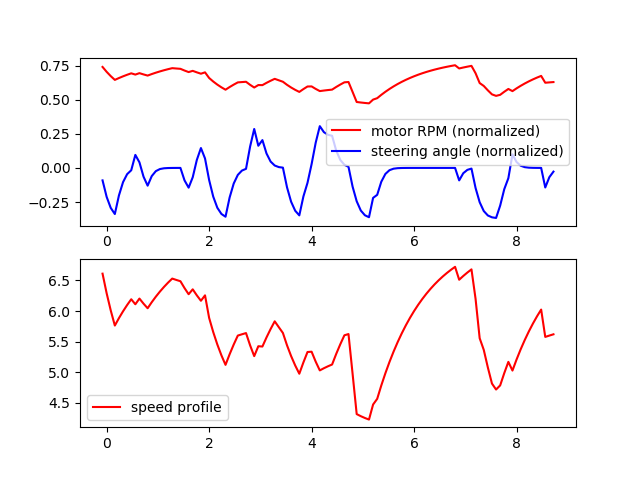 0.75
0.50
0.25
0.00
−0.25
motor RPM (normalized)
steering angle (normalized)
0 2 4 6 8
6.5
6.0
5.5
5.0
4.5
speed profile
0 2 4 6 8